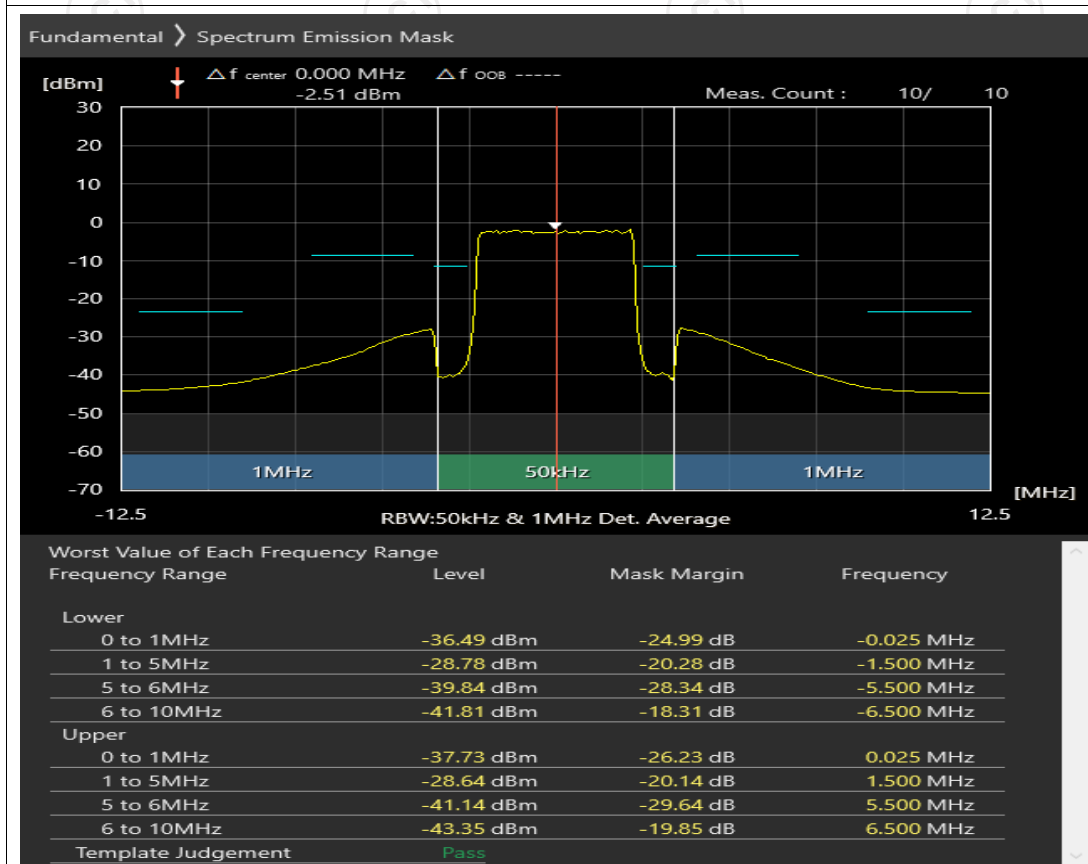 Fundamental ❯ Spectrum Emission Mask
[dBm] Δf center 0.000 MHz Δf OOB -----
-2.51 dBm Meas. Count : 10/ 10
30
20
10
0
-10
-20
-30
-40
-50
-60
1MHz 50kHz 1MHz
-70
[MHz]
-12.5 RBW:50kHz & 1MHz Det. Average 12.5
Worst Value of Each Frequency Range
Frequency Range Level Mask Margin Frequency
Lower
0 to 1MHz -36.49 dBm -24.99 dB -0.025 MHz
1 to 5MHz -28.78 dBm -20.28 dB -1.500 MHz
5 to 6MHz -39.84 dBm -28.34 dB -5.500 MHz
6 to 10MHz -41.81 dBm -18.31 dB -6.500 MHz
Upper
0 to 1MHz -37.73 dBm -26.23 dB 0.025 MHz
1 to 5MHz -28.64 dBm -20.14 dB 1.500 MHz
5 to 6MHz -41.14 dBm -29.64 dB 5.500 MHz
6 to 10MHz -43.35 dBm -19.85 dB 6.500 MHz
Template Judgement Pass